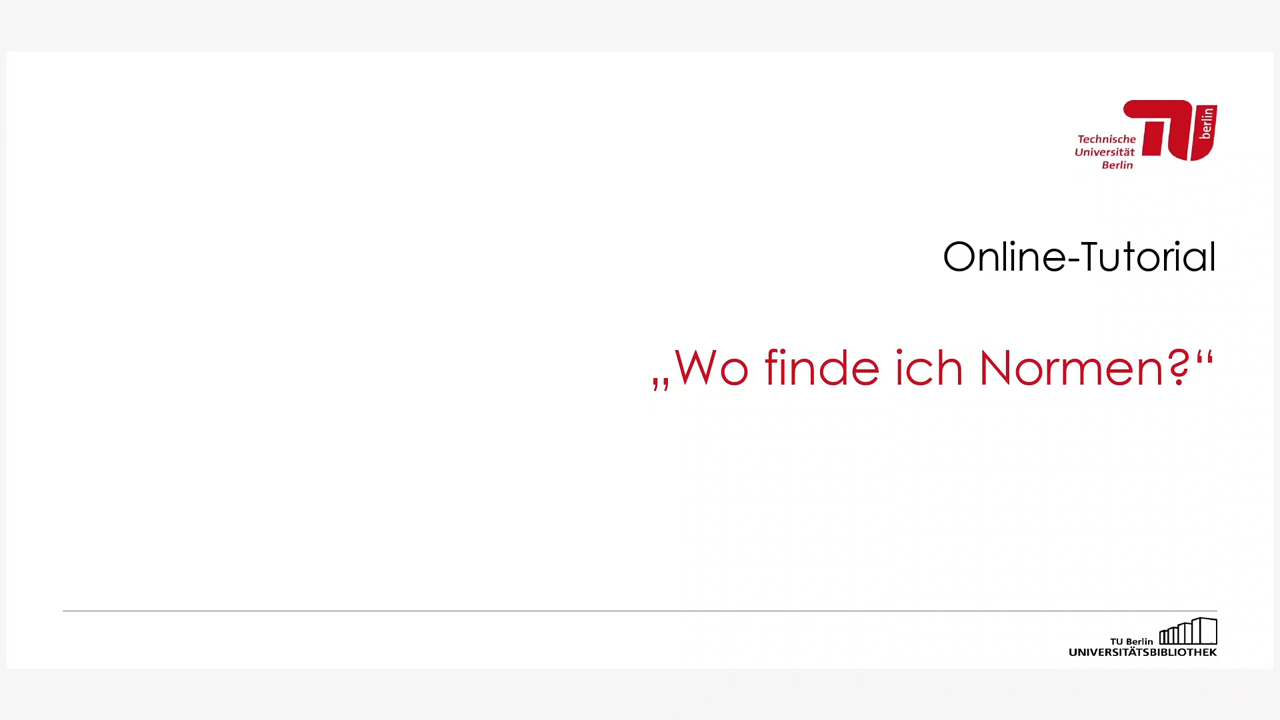 berlin
Technische
Universität
Berlin
Online-Tutorial
„Wo finde ich Normen?“
TU Berlin
UNIVERSITÄTSBIBLIOTHEK